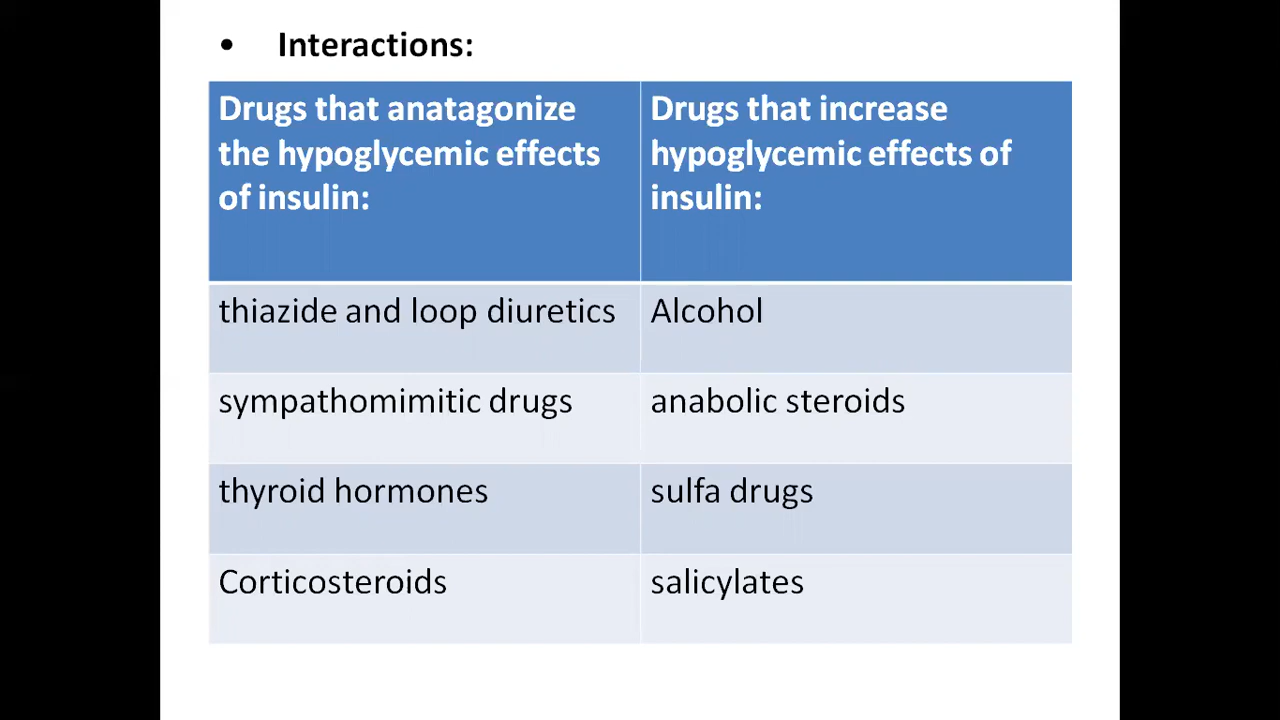 • Interactions:
Drugs that anatagonize
the hypoglycemic effects
of insulin:
Drugs that increase
hypoglycemic effects of
insulin:
thiazide and loop diuretics
Alcohol
sympathomimitic drugs
anabolic steroids
thyroid hormones
sulfa drugs
Corticosteroids
salicylates